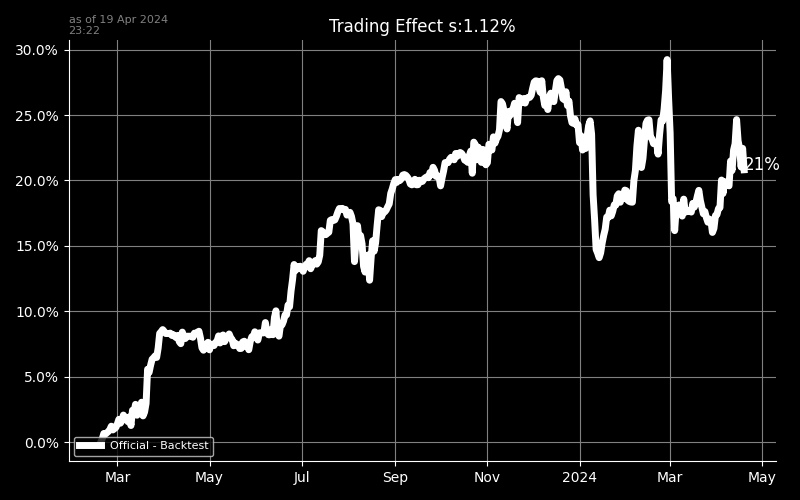 as of 19 Apr 2024
23:22
Trading Effect s:1.12%
30.0%
25.0%
20.0%
15.0%
10.0%
5.0%
0.0%
21%
Official - Backtest
Mar
May
Jul
Sep
Nov
2024
Mar
May